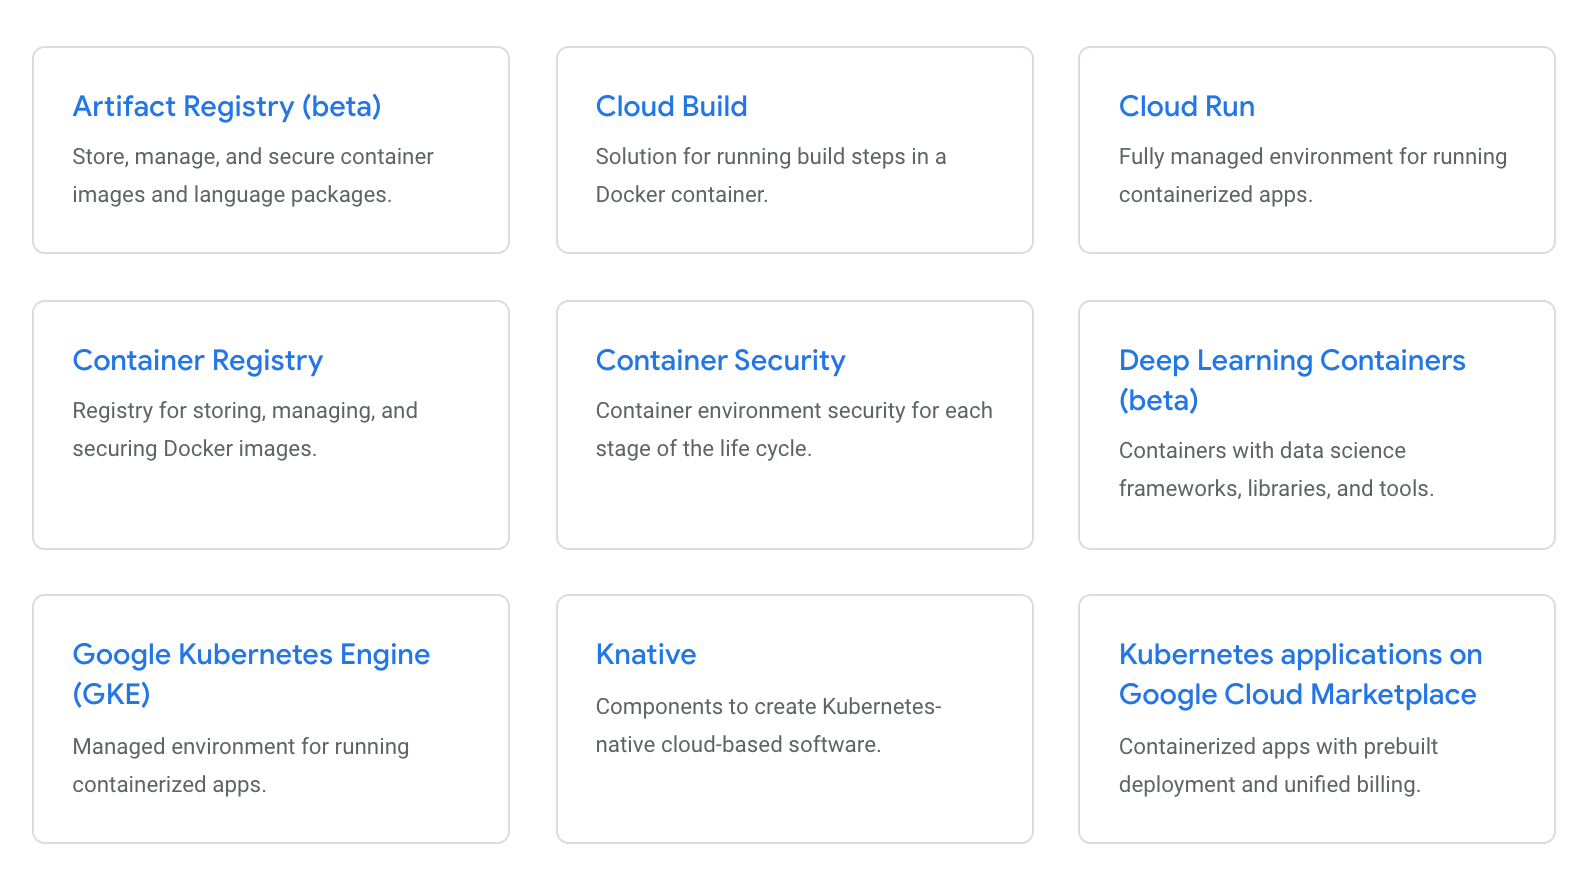 Artifact Registry (beta)
Store, manage, and secure container
images and language packages.
Cloud Build
Solution for running build steps in a
Docker container.
Cloud Run
Fully managed environment for running
containerized apps.
Container Registry
Registry for storing, managing, and
securing Docker images.
Container Security
Container environment security for each
stage of the life cycle.
Deep Learning Containers
(beta)
Containers with data science
frameworks, libraries, and tools.
Google Kubernetes Engine
(GKE)
Managed environment for running
containerized apps.
Knative
Components to create Kubernetes-
native cloud-based software.
Kubernetes applications on
Google Cloud Marketplace
Containerized apps with prebuilt
deployment and unified billing.